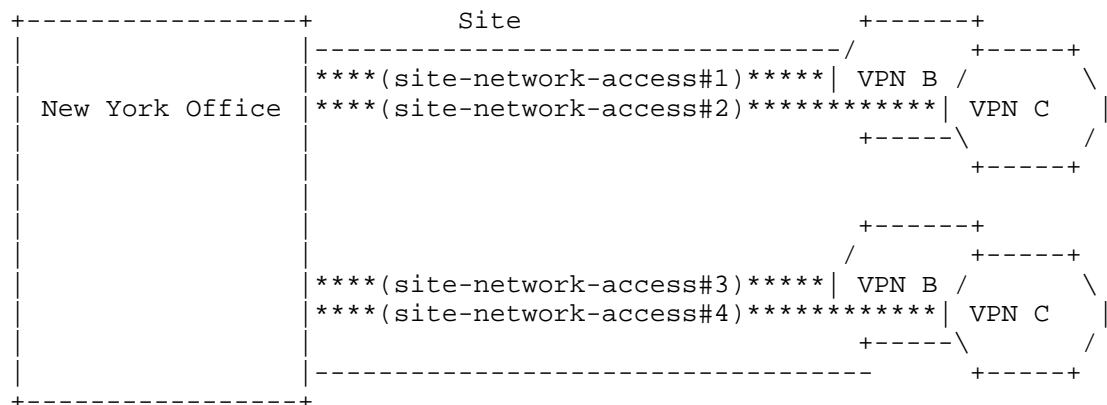 Site
****(site-network-access#1)*****| VPN B
New York Office ****(site-network-access#2)************| VPN C
****(site-network-access#3)*****| VPN B
****(site-network-access#4)************| VPN C